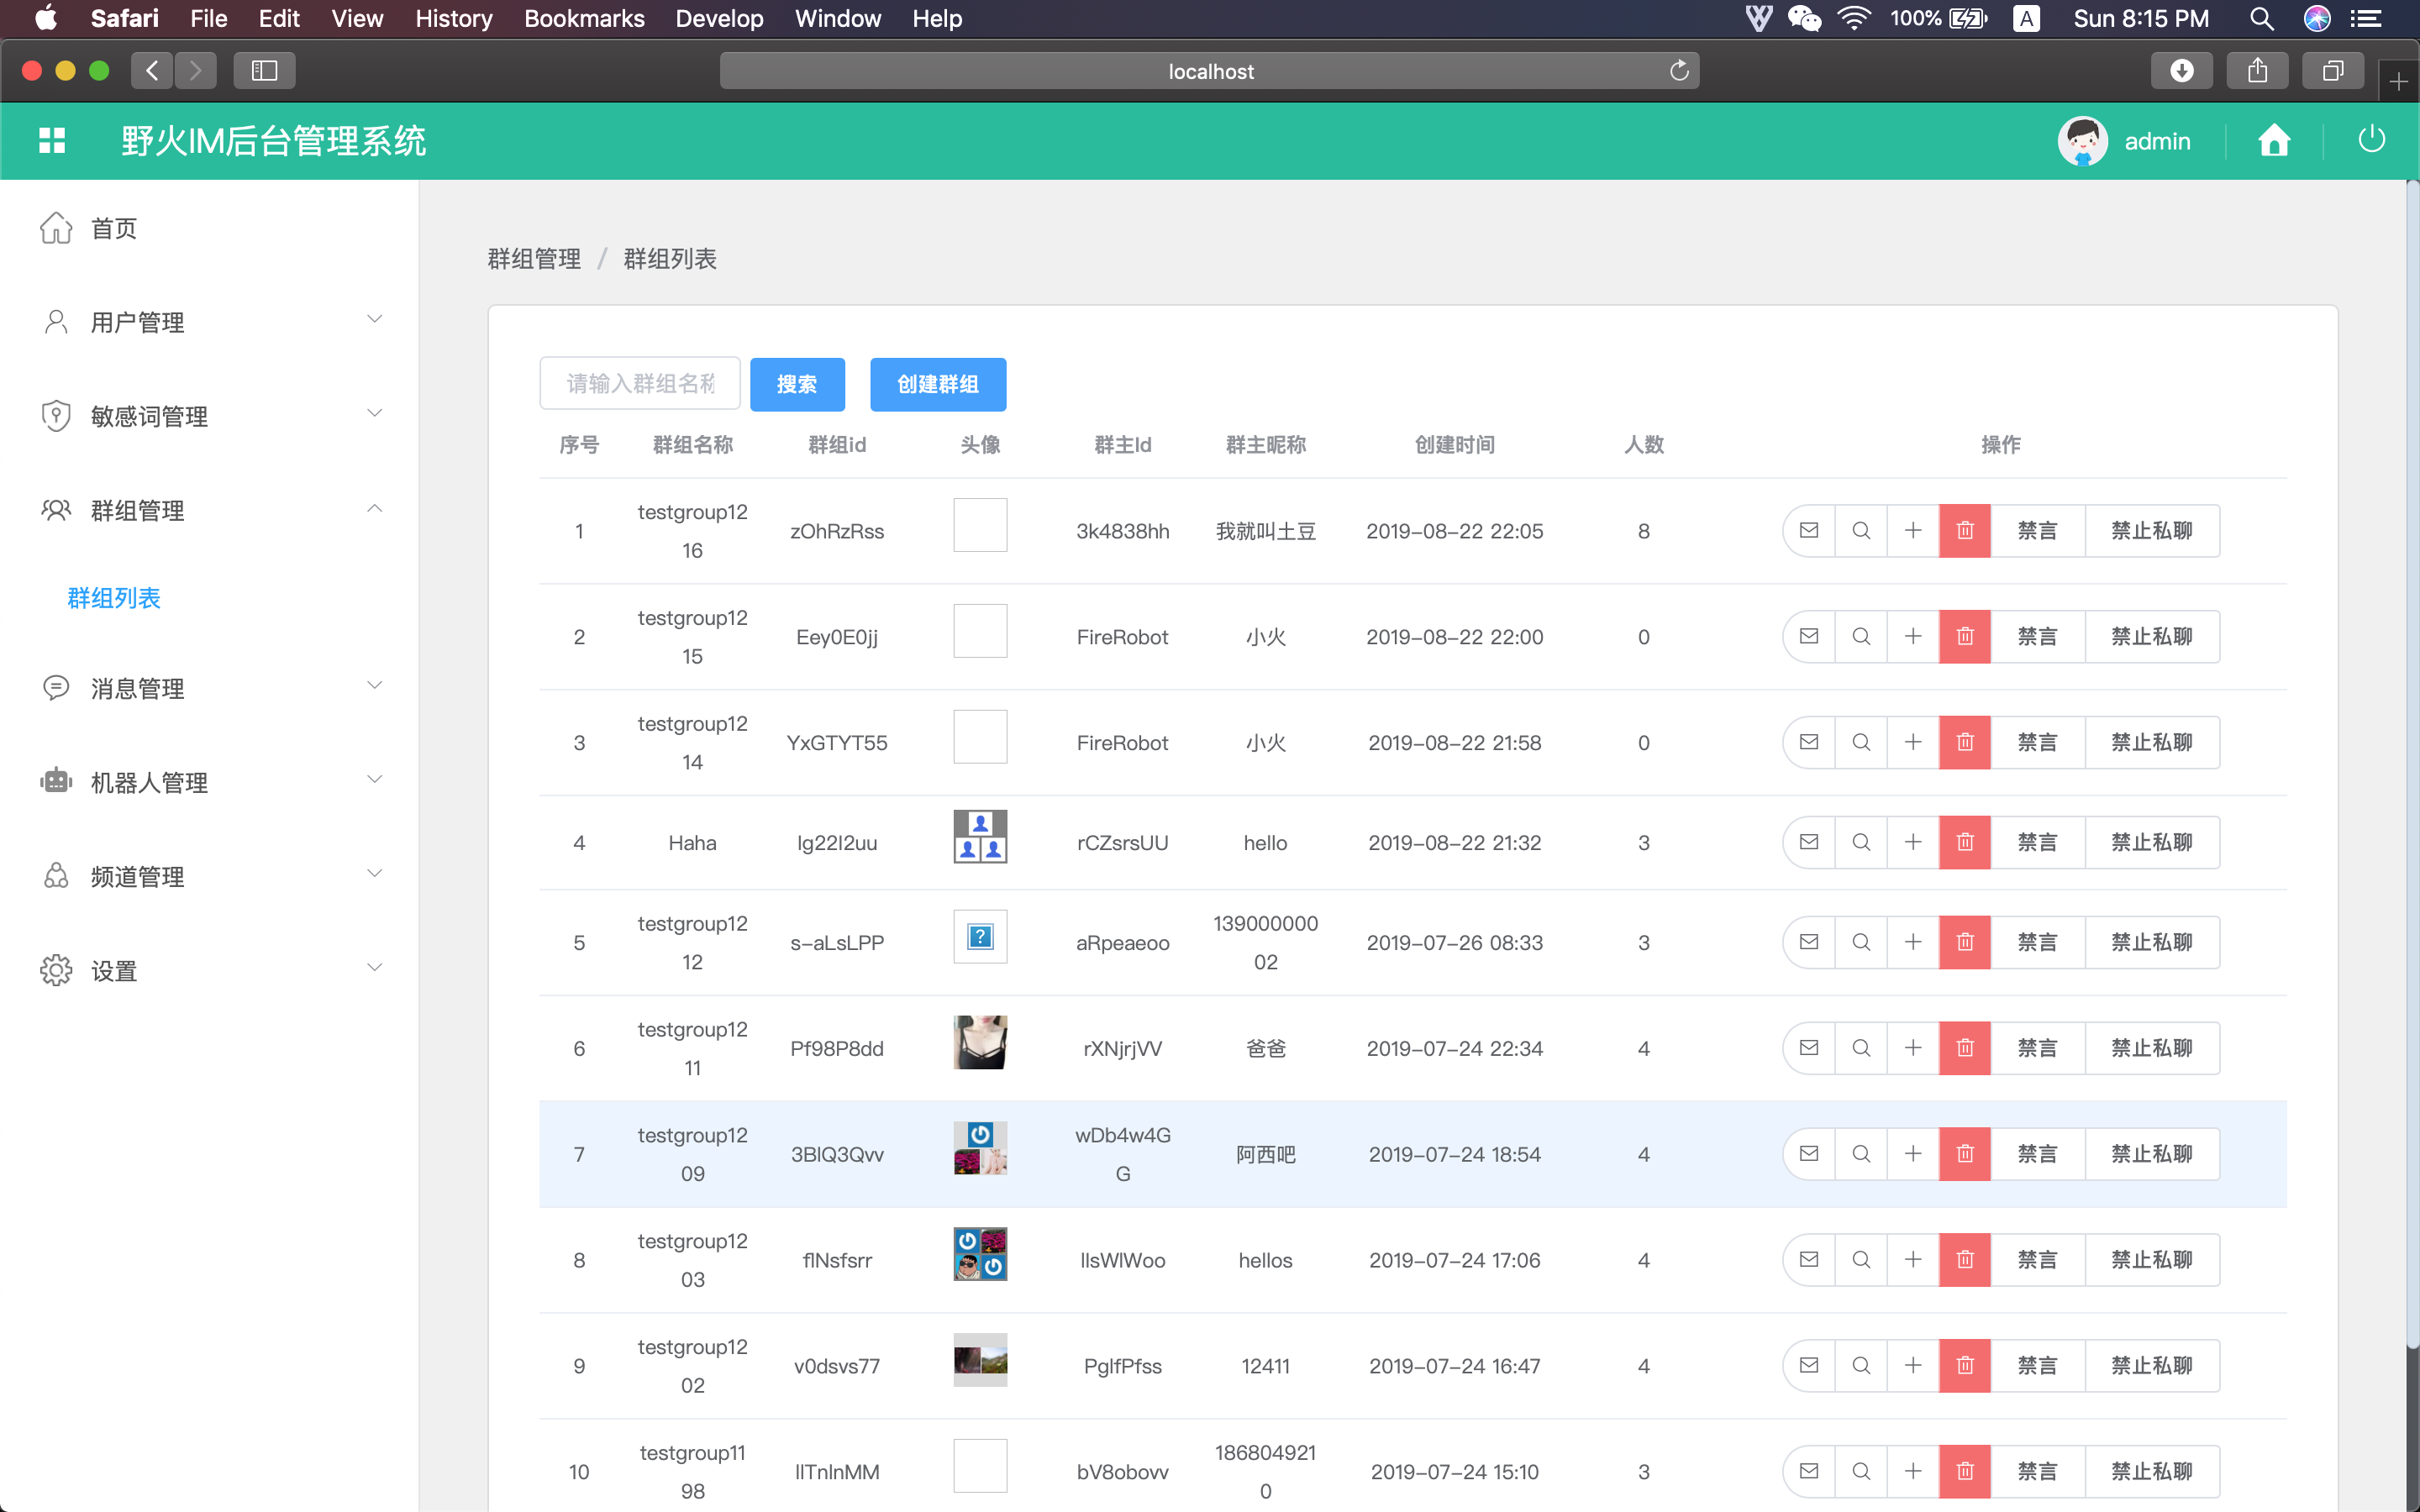 Safari File Edit View History Bookmarks Develop Window Help 100% A Sun 8:15 PM
localhost
野火IM后台管理系统 admin
首页
用户管理
敏感词管理
群组管理
群组列表
消息管理
机器人管理
频道管理
设置
群组管理 / 群组列表
请输入群组名称 搜索 创建群组
序号 群组名称 群组id 头像 群主Id 群主昵称 创建时间 人数 操作
1 testgroup1216 zOhRzRss 3k4838hh 我就叫土豆 2019-08-22 22:05 8 禁言 禁止私聊
2 testgroup1215 Eey0E0jj FireRobot 小火 2019-08-22 22:00 0 禁言 禁止私聊
3 testgroup1214 YxGTYT55 FireRobot 小火 2019-08-22 21:58 0 禁言 禁止私聊
4 Haha Ig22I2uu rCZsrsUU hello 2019-08-22 21:32 3 禁言 禁止私聊
5 testgroup1212 s-aLsLPP aRpeaeoo 13900000002 2019-07-26 08:33 3 禁言 禁止私聊
6 testgroup1211 Pf98P8dd rXNjrjVV 爸爸 2019-07-24 22:34 4 禁言 禁止私聊
7 testgroup1209 3BlQ3Qvv wDb4w4GG 阿西吧 2019-07-24 18:54 4 禁言 禁止私聊
8 testgroup1203 flNsfsrr llsWlWoo hellos 2019-07-24 17:06 4 禁言 禁止私聊
9 testgroup1202 v0dsvs77 PglfPfss 12411 2019-07-24 16:47 4 禁言 禁止私聊
10 testgroup1198 llTnlnMM bV8obovv 1868049210 2019-07-24 15:10 3 禁言 禁止私聊